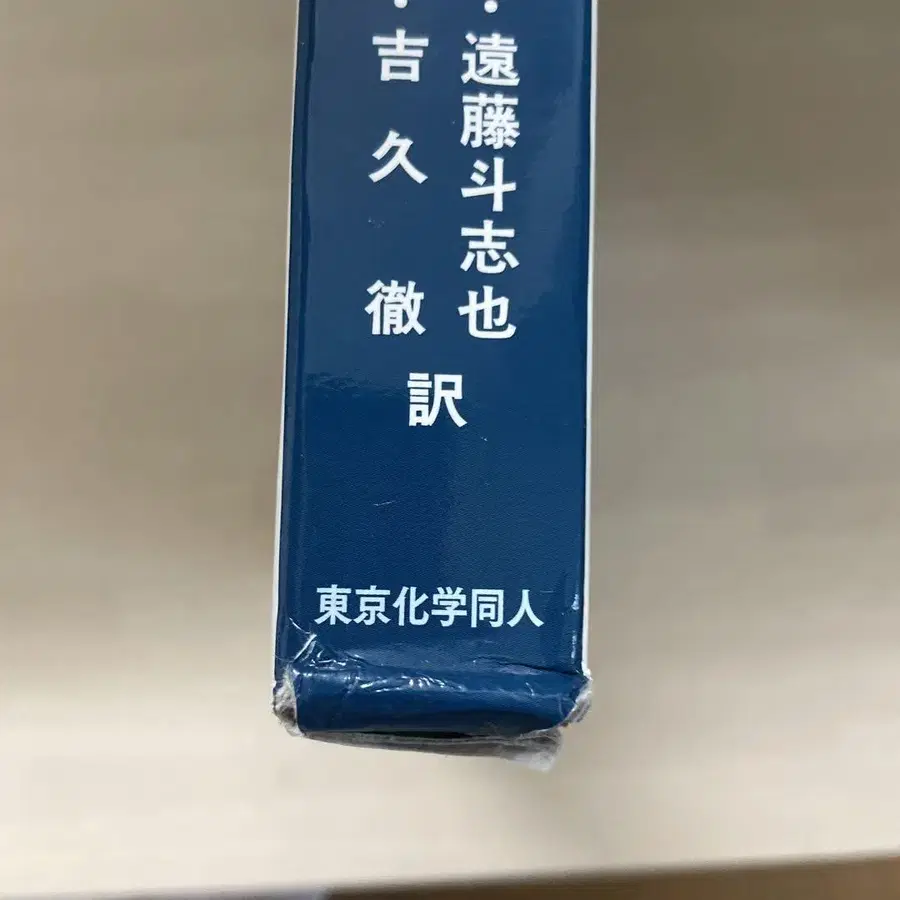 ・遠藤斗志也
・吉久徹
訳
東京化学同人